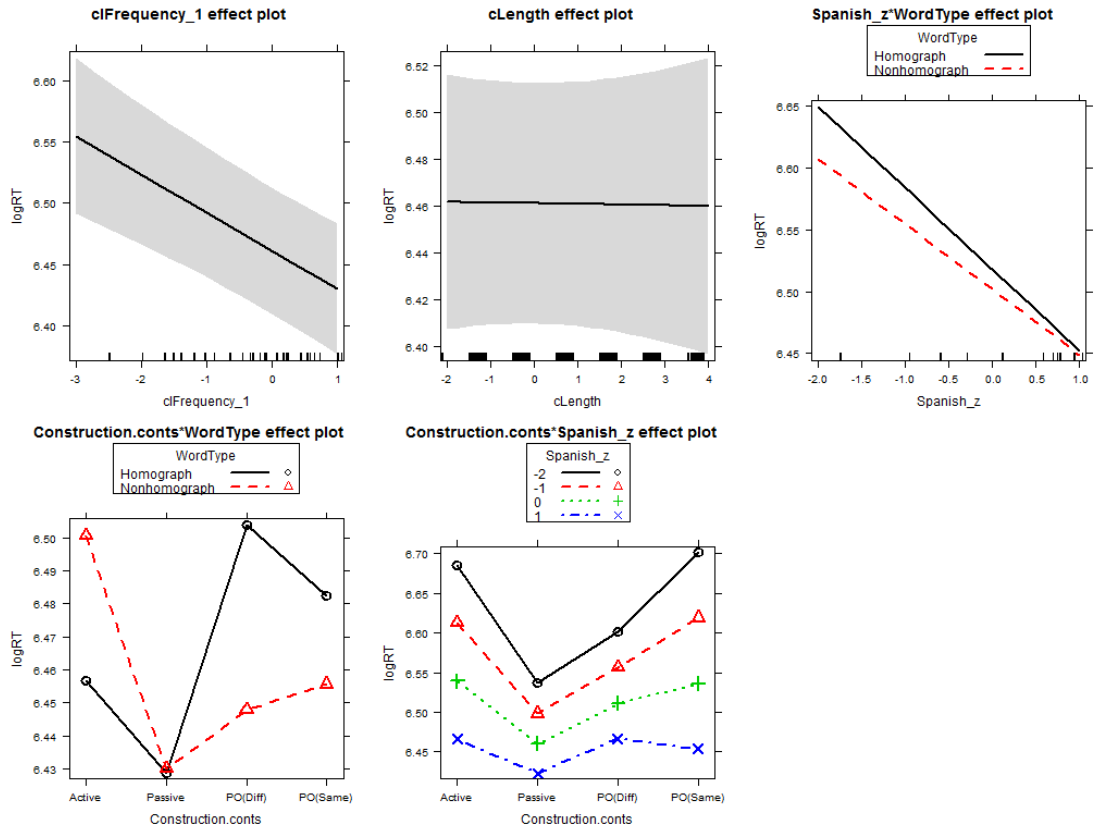 clFrequency_1 effect plot
logRT
6.60
6.55
6.50
6.45
6.40
-3 -2 -1 0 1
clFrequency_1
cLength effect plot
logRT
6.52
6.50
6.48
6.46
6.44
6.42
6.40
-2 -1 0 1 2 3 4
cLength
Spanish_z*WordType effect plot
WordType
Homograph
Nonhomograph
logRT
6.65
6.60
6.55
6.50
6.45
-2.0 -1.5 -1.0 -0.5 0.0 0.5 1.0
Spanish_z
Construction.conts*WordType effect plot
WordType
Homograph
Nonhomograph
logRT
6.50
6.49
6.48
6.47
6.46
6.45
6.44
6.43
Active Passive PO(Diff) PO(Same)
Construction.conts
Construction.conts*Spanish_z effect plot
Spanish_z
-2
-1
0
1
logRT
6.70
6.65
6.60
6.55
6.50
6.45
Active Passive PO(Diff) PO(Same)
Construction.conts